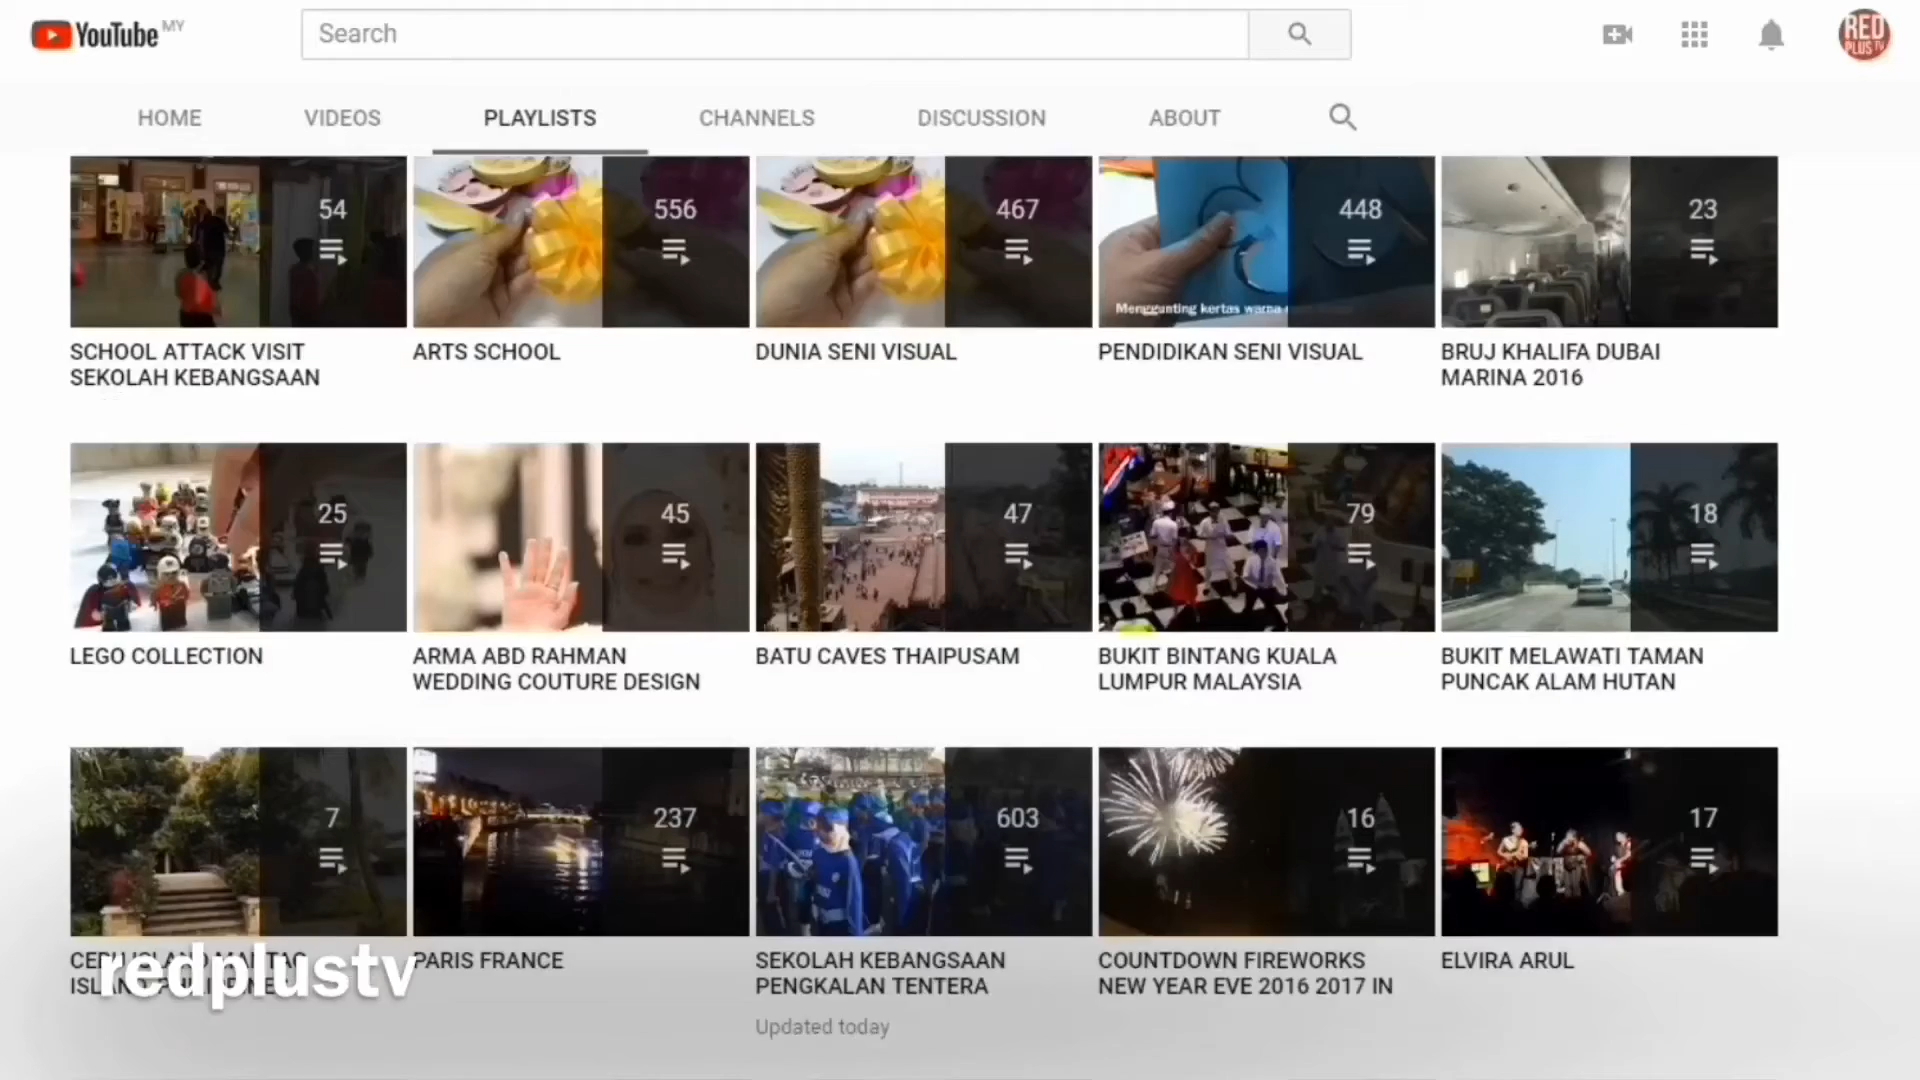 YouTube MY
Search
RED
PLUS TV
HOME VIDEOS PLAYLISTS CHANNELS DISCUSSION ABOUT
54
556
467
448
23
Menggunting kertas warna
SCHOOL ATTACK VISIT
SEKOLAH KEBANGSAAN
ARTS SCHOOL
DUNIA SENI VISUAL
PENDIDIKAN SENI VISUAL
BRUJ KHALIFA DUBAI
MARINA 2016
25
45
47
79
18
LEGO COLLECTION
ARMA ABD RAHMAN
WEDDING COUTURE DESIGN
BATU CAVES THAIPUSAM
BUKIT BINTANG KUALA
LUMPUR MALAYSIA
BUKIT MELAWATI TAMAN
PUNCAK ALAM HUTAN
7
237
603
16
17
ISLAND
redplustv
PARIS FRANCE
SEKOLAH KEBANGSAAN
PENGKALAN TENTERA
Updated today
COUNTDOWN FIREWORKS
NEW YEAR EVE 2016 2017 IN
ELVIRA ARUL